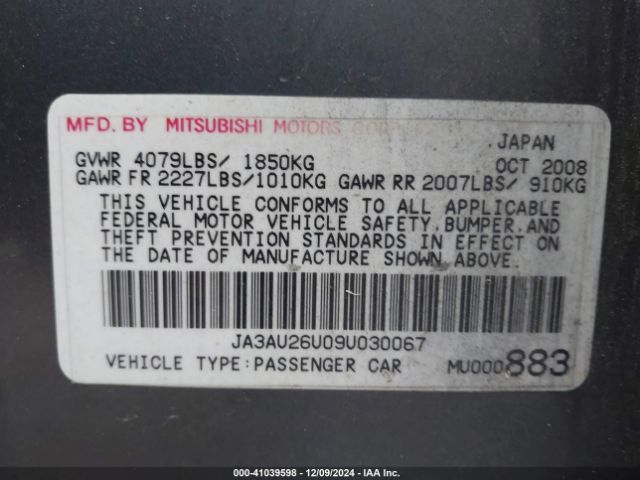 MFD. BY MITSUBISHI MOTORS CORPORATION
JAPAN
GVWR 4079LBS/ 1850KG OCT 2008
GAWR FR 2227LBS/1010KG GAWR RR 2007LBS/ 910KG
THIS VEHICLE CONFORMS TO ALL APPLICABLE
FEDERAL MOTOR VEHICLE SAFETY,BUMPER,AND
THEFT PREVENTION STANDARDS IN EFFECT ON
THE DATE OF MANUFACTURE SHOWN ABOVE.
JA3AU26U09U030067
VEHICLE TYPE:PASSENGER CAR MU000883
000-41039598 - 12/09/2024 - IAA Inc.